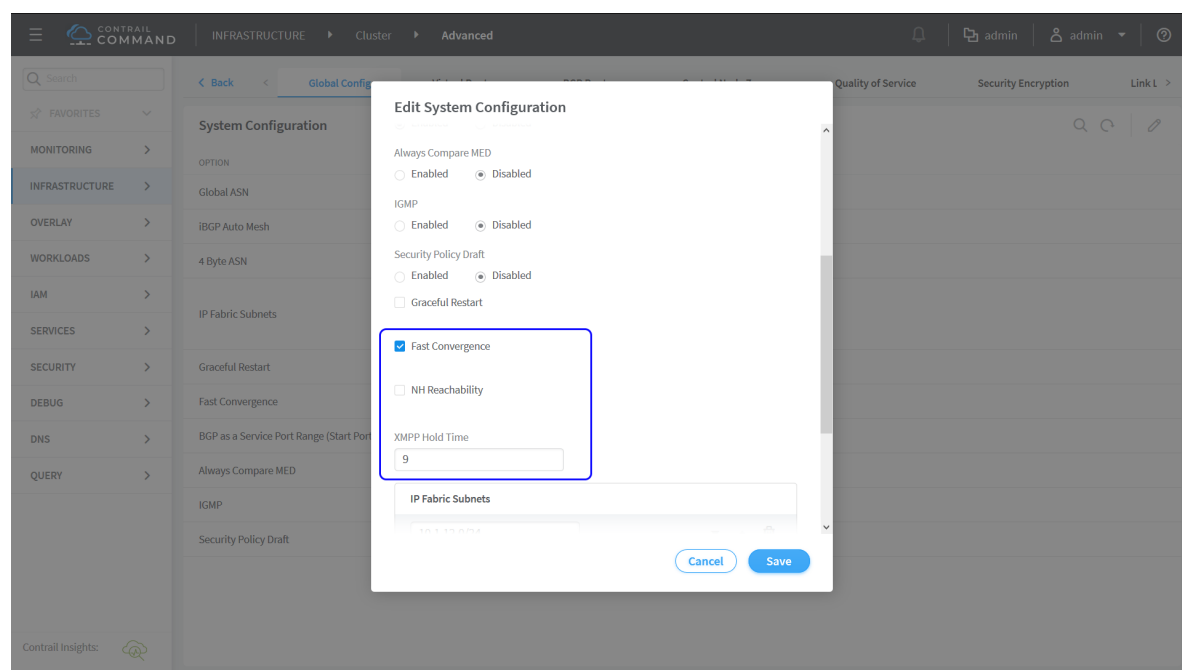 CONTRAIL
COMMAND
INFRASTRUCTURE
Cluster
Advanced
admin
admin
Search
Back
Global Config
Quality of Service
Security Encryption
Link L
FAVORITES
MONITORING
INFRASTRUCTURE
OVERLAY
WORKLOADS
IAM
SERVICES
SECURITY
DEBUG
DNS
QUERY
Contrail Insights:
System Configuration
OPTION
Global ASN
iBGP Auto Mesh
4 Byte ASN
IP Fabric Subnets
Graceful Restart
Fast Convergence
BGP as a Service Port Range (Start Port
Always Compare MED
IGMP
Security Policy Draft
Edit System Configuration
Always Compare MED
Enabled Disabled
IGMP
Enabled Disabled
Security Policy Draft
Enabled Disabled
Graceful Restart
Fast Convergence
NH Reachability
XMPP Hold Time
9
IP Fabric Subnets
Cancel Save